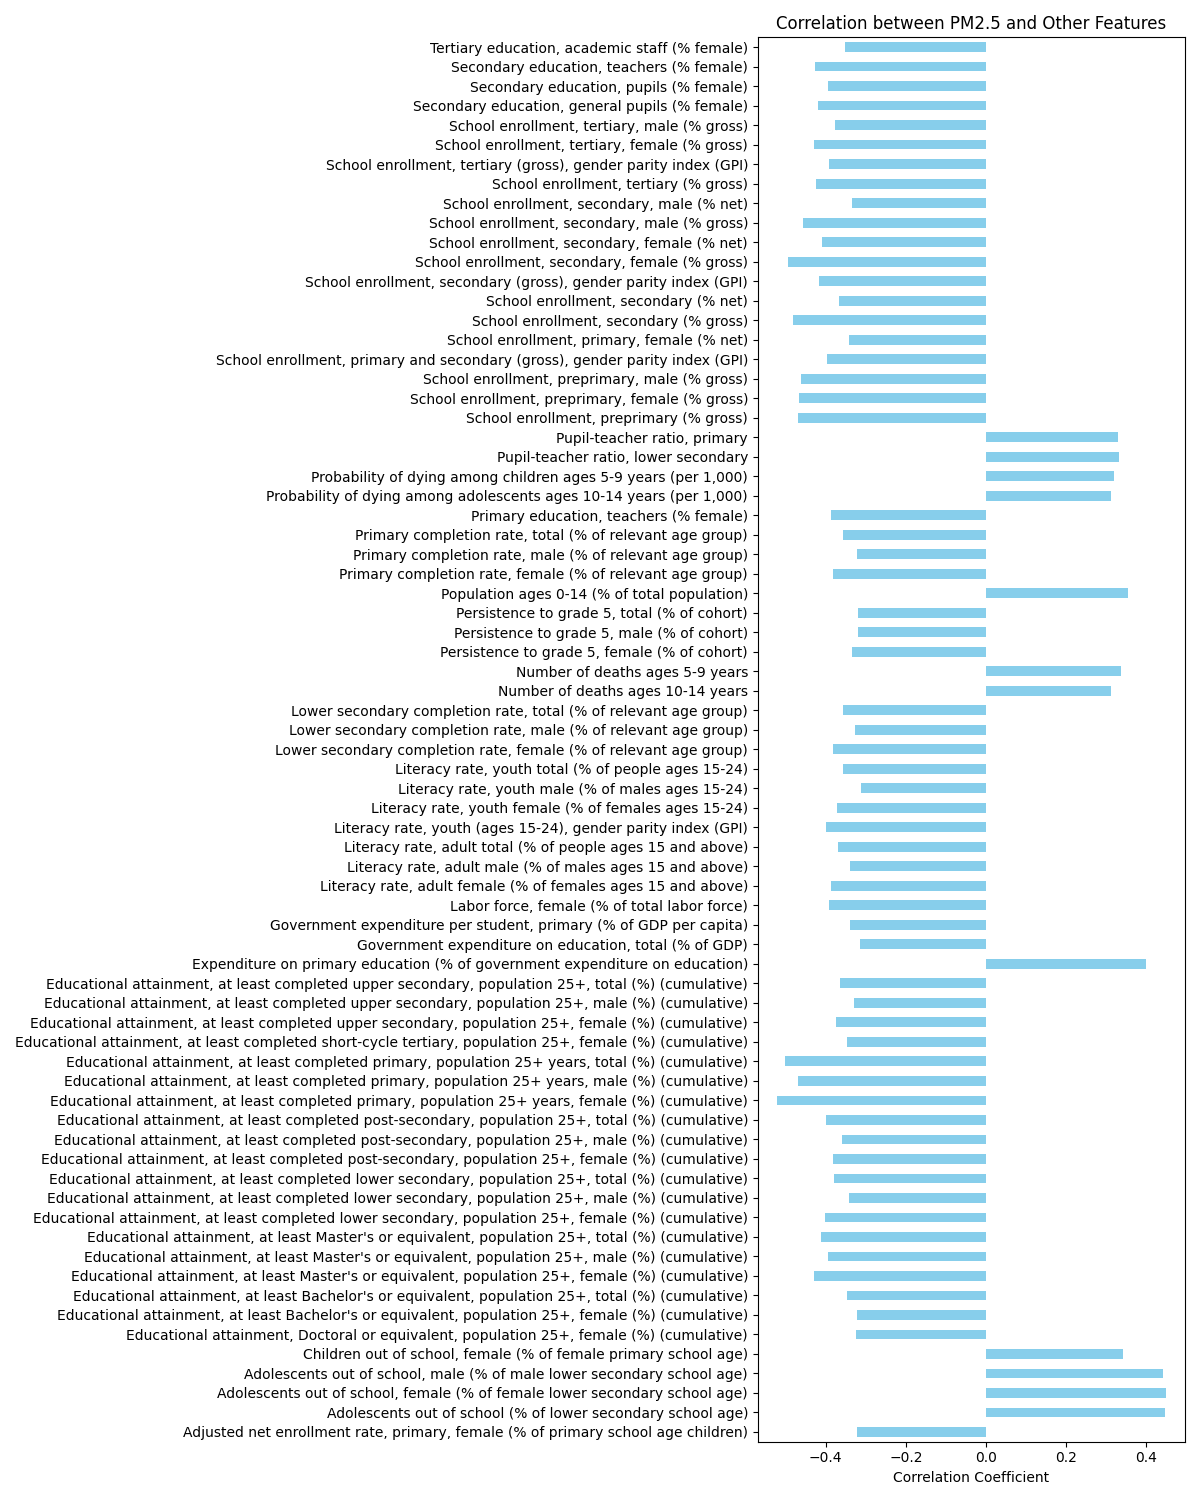 Correlation between PM2.5 and Other Features
Tertiary education, academic staff (% female)
Secondary education, teachers (% female)
Secondary education, pupils (% female)
Secondary education, general pupils (% female)
School enrollment, tertiary, male (% gross)
School enrollment, tertiary, female (% gross)
School enrollment, tertiary (gross), gender parity index (GPI)
School enrollment, tertiary (% gross)
School enrollment, secondary, male (% net)
School enrollment, secondary, male (% gross)
School enrollment, secondary, female (% net)
School enrollment, secondary, female (% gross)
School enrollment, secondary (gross), gender parity index (GPI)
School enrollment, secondary (% net)
School enrollment, secondary (% gross)
School enrollment, primary, female (% net)
School enrollment, primary and secondary (gross), gender parity index (GPI)
School enrollment, preprimary, male (% gross)
School enrollment, preprimary, female (% gross)
School enrollment, preprimary (% gross)
Pupil-teacher ratio, primary
Pupil-teacher ratio, lower secondary
Probability of dying among children ages 5-9 years (per 1,000)
Probability of dying among adolescents ages 10-14 years (per 1,000)
Primary education, teachers (% female)
Primary completion rate, total (% of relevant age group)
Primary completion rate, male (% of relevant age group)
Primary completion rate, female (% of relevant age group)
Population ages 0-14 (% of total population)
Persistence to grade 5, total (% of cohort)
Persistence to grade 5, male (% of cohort)
Persistence to grade 5, female (% of cohort)
Number of deaths ages 5-9 years
Number of deaths ages 10-14 years
Lower secondary completion rate, total (% of relevant age group)
Lower secondary completion rate, male (% of relevant age group)
Lower secondary completion rate, female (% of relevant age group)
Literacy rate, youth total (% of people ages 15-24)
Literacy rate, youth male (% of males ages 15-24)
Literacy rate, youth female (% of females ages 15-24)
Literacy rate, youth (ages 15-24), gender parity index (GPI)
Literacy rate, adult total (% of people ages 15 and above)
Literacy rate, adult male (% of males ages 15 and above)
Literacy rate, adult female (% of females ages 15 and above)
Labor force, female (% of total labor force)
Government expenditure per student, primary (% of GDP per capita)
Government expenditure on education, total (% of GDP)
Expenditure on primary education (% of government expenditure on education)
Educational attainment, at least completed upper secondary, population 25+, total (%) (cumulative)
Educational attainment, at least completed upper secondary, population 25+, male (%) (cumulative)
Educational attainment, at least completed upper secondary, population 25+, female (%) (cumulative)
Educational attainment, at least completed short-cycle tertiary, population 25+, female (%) (cumulative)
Educational attainment, at least completed primary, population 25+ years, total (%) (cumulative)
Educational attainment, at least completed primary, population 25+ years, male (%) (cumulative)
Educational attainment, at least completed primary, population 25+ years, female (%) (cumulative)
Educational attainment, at least completed post-secondary, population 25+, total (%) (cumulative)
Educational attainment, at least completed post-secondary, population 25+, male (%) (cumulative)
Educational attainment, at least completed post-secondary, population 25+, female (%) (cumulative)
Educational attainment, at least completed lower secondary, population 25+, total (%) (cumulative)
Educational attainment, at least completed lower secondary, population 25+, male (%) (cumulative)
Educational attainment, at least completed lower secondary, population 25+, female (%) (cumulative)
Educational attainment, at least Master's or equivalent, population 25+, total (%) (cumulative)
Educational attainment, at least Master's or equivalent, population 25+, male (%) (cumulative)
Educational attainment, at least Master's or equivalent, population 25+, female (%) (cumulative)
Educational attainment, at least Bachelor's or equivalent, population 25+, total (%) (cumulative)
Educational attainment, at least Bachelor's or equivalent, population 25+, female (%) (cumulative)
Educational attainment, Doctoral or equivalent, population 25+, female (%) (cumulative)
Children out of school, female (% of female primary school age)
Adolescents out of school, male (% of male lower secondary school age)
Adolescents out of school, female (% of female lower secondary school age)
Adolescents out of school (% of lower secondary school age)
Adjusted net enrollment rate, primary, female (% of primary school age children)
−0.4 −0.2 0.0 0.2 0.4
Correlation Coefficient